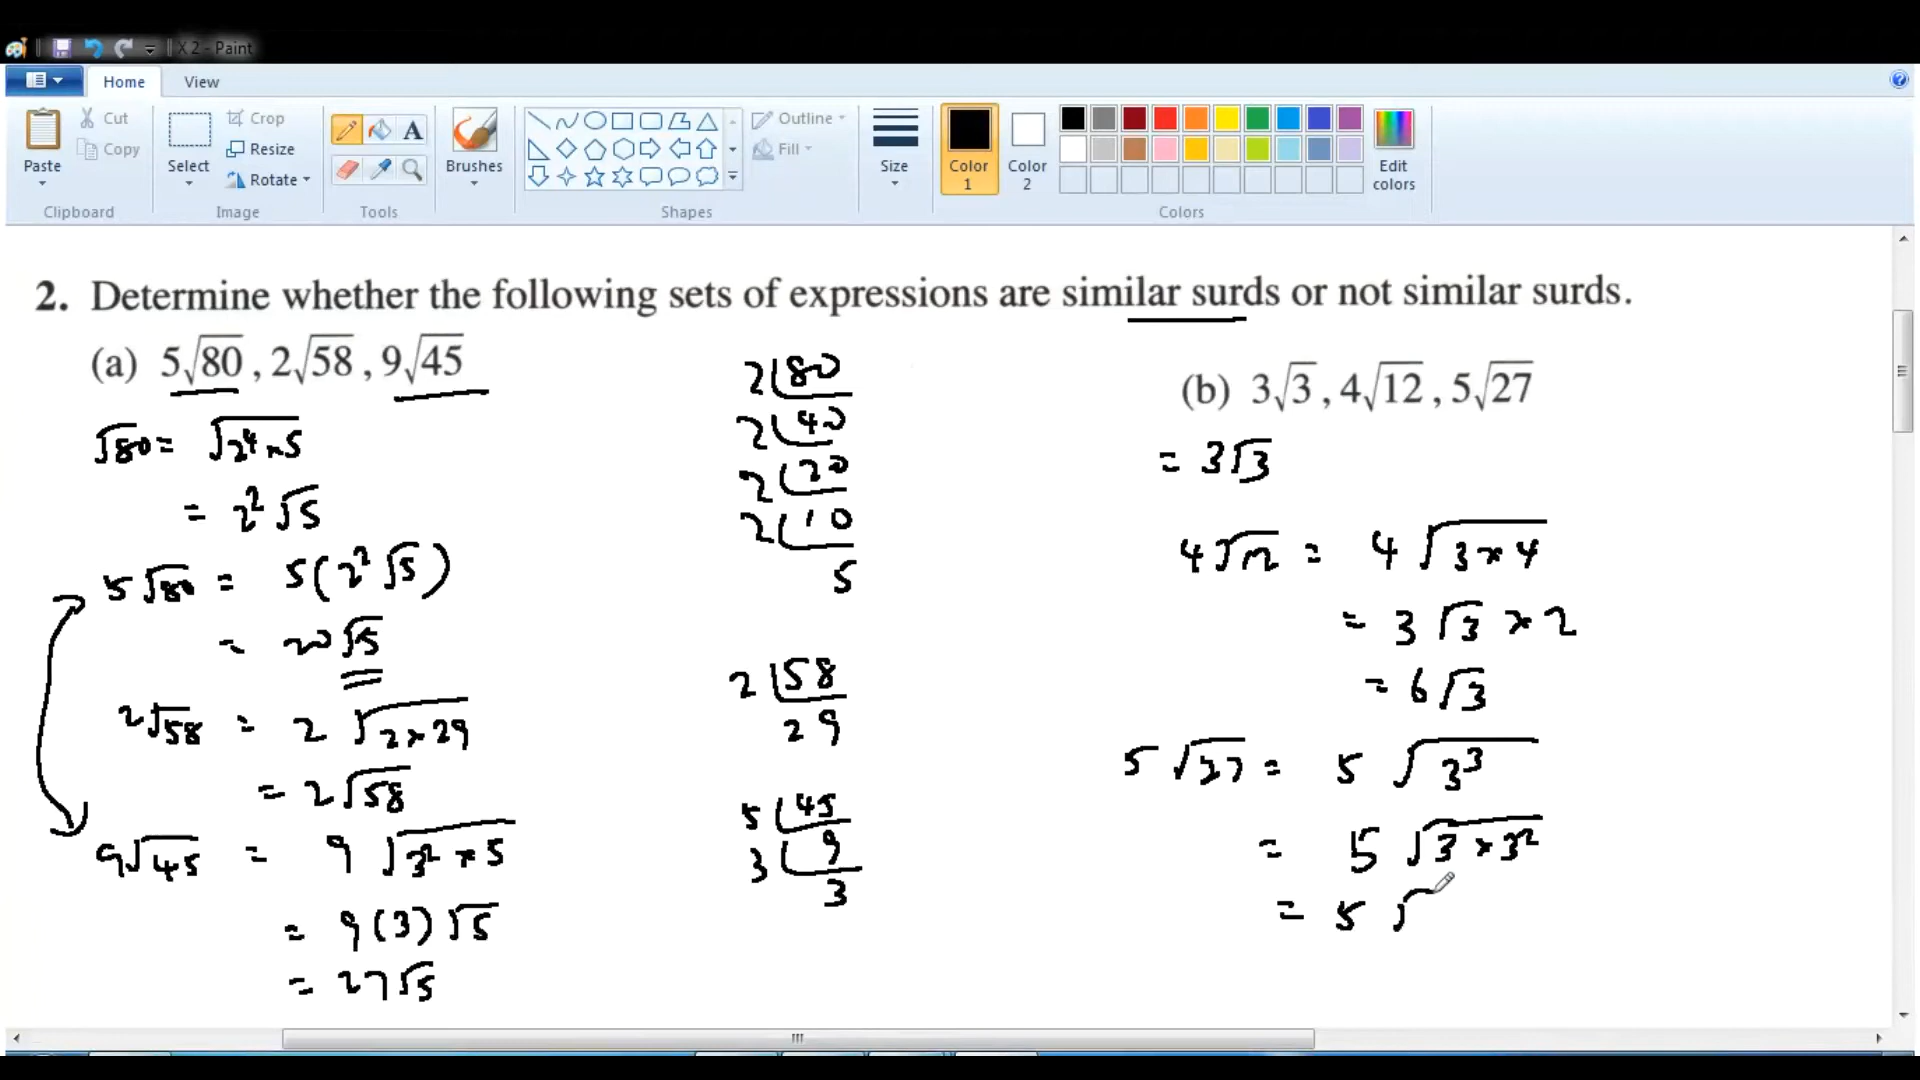 X 2 - Paint
Home View
Paste
Cut
Copy
Clipboard
Select
Crop
Resize
Rotate
Image
A
Tools
Brushes
Outline
Fill
Shapes
Size
Color 1
Color 2
Edit colors
Colors
2. Determine whether the following sets of expressions are similar surds or not similar surds.
(a) 5√80 , 2√58 , 9√45
√80 = √2⁴×5
= 2² √5
5√80 = 5(2² √5)
= 20√5
2√58 = 2 √2×29
= 2√58
9√45 = 9 √3² × 5
= 9(3)√5
= 27√5
2 80
2 40
2 20
2 10
5
2 58
29
5 45
3 9
3
(b) 3√3 , 4√12 , 5√27
= 3√3
4√12 = 4 √3×4
= 3 √3 × 2
= 6√3
5 √27 = 5 √3³
= 5 √3 × 3²
= 5 √